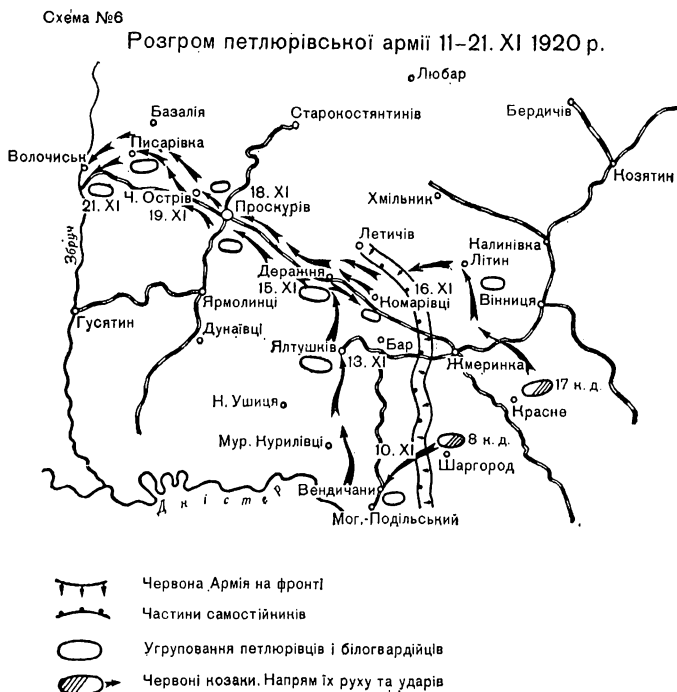 Схема №6
Розгром петлюрівської армії 11–21. XI 1920 р.
Любар
Базалія
Старокостянтинів
Бердичів
Писарівка
Волочиськ
Козятин
Ч. Острів
18. XI
21. XI
19. XI
Проскурів
Хмільник
Збруч
Летичів
Калинівка
Літин
Деражня
16. XI
15. XI
Комарівці
Вінниця
Ярмолинці
Гусятин
Дунаївці
Бар
Ялтушків
13. XI
Жмеринка
17 к. д.
Красне
Н. Ушиця
8 к. д.
Мур. Курилівці
10. XI
Шаргород
Вендичани
Дністер
Мог.-Подільський
Червона Армія на фронті
Частини самостійників
Угруповання петлюрівців і білогвардійців
Червоні козаки. Напрям їх руху та ударів